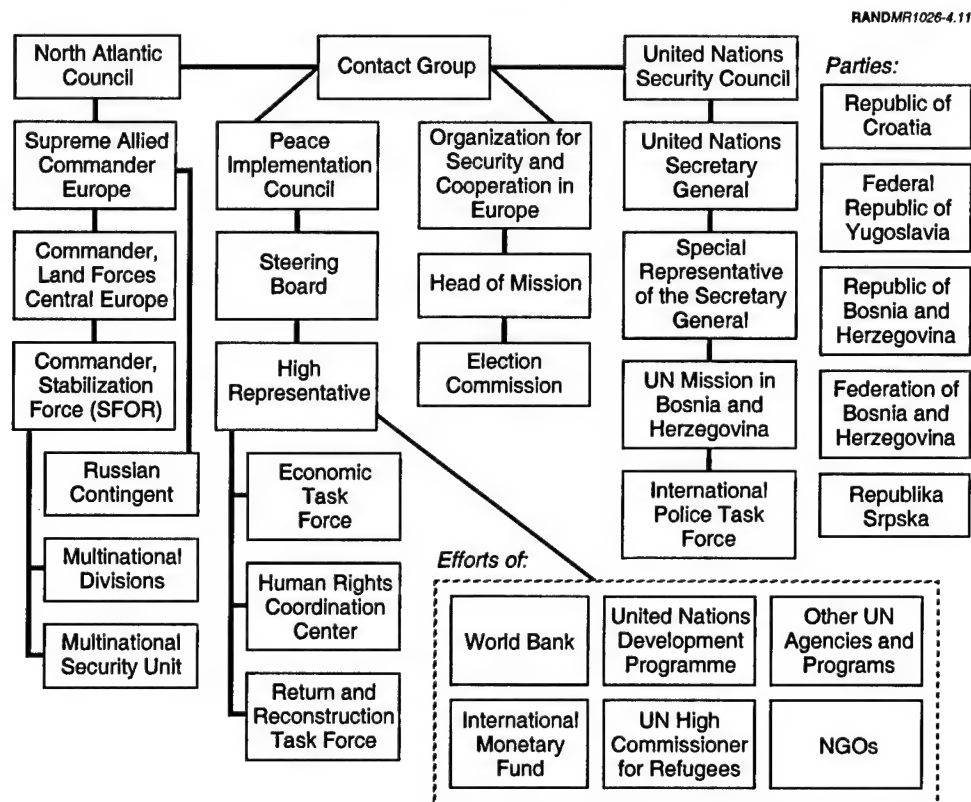 RANDMR1026-4.11
North Atlantic
Council
Contact Group
United Nations
Security Council
Parties:
Republic of
Croatia
Supreme Allied
Commander
Europe
Peace
Implementation
Council
Organization for
Security and
Cooperation in
Europe
United Nations
Secretary
General
Federal
Republic of
Yugoslavia
Commander,
Land Forces
Central Europe
Steering
Board
Head of Mission
Special
Representative
of the Secretary
General
Republic of
Bosnia and
Herzegovina
Commander,
Stabilization
Force (SFOR)
High
Representative
Election
Commission
UN Mission in
Bosnia and
Herzegovina
Federation of
Bosnia and
Herzegovina
Russian
Contingent
Economic
Task
Force
International
Police Task
Force
Republika
Srpska
Multinational
Divisions
Human Rights
Coordination
Center
Multinational
Security Unit
Return and
Reconstruction
Task Force
Efforts of:
World Bank
United Nations
Development
Programme
Other UN
Agencies and
Programs
International
Monetary
Fund
UN High
Commissioner
for Refugees
NGOs